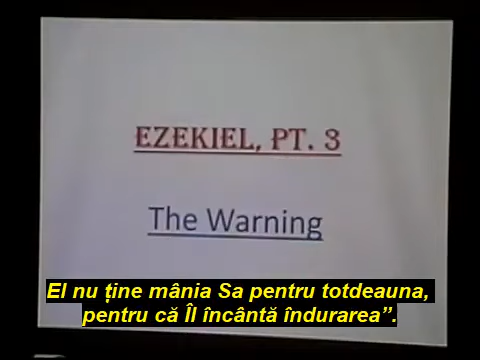 EZEKIEL, PT. 3
The Warning
El nu ține mânia Sa pentru totdeauna,
pentru că Îl încântă îndurarea”.